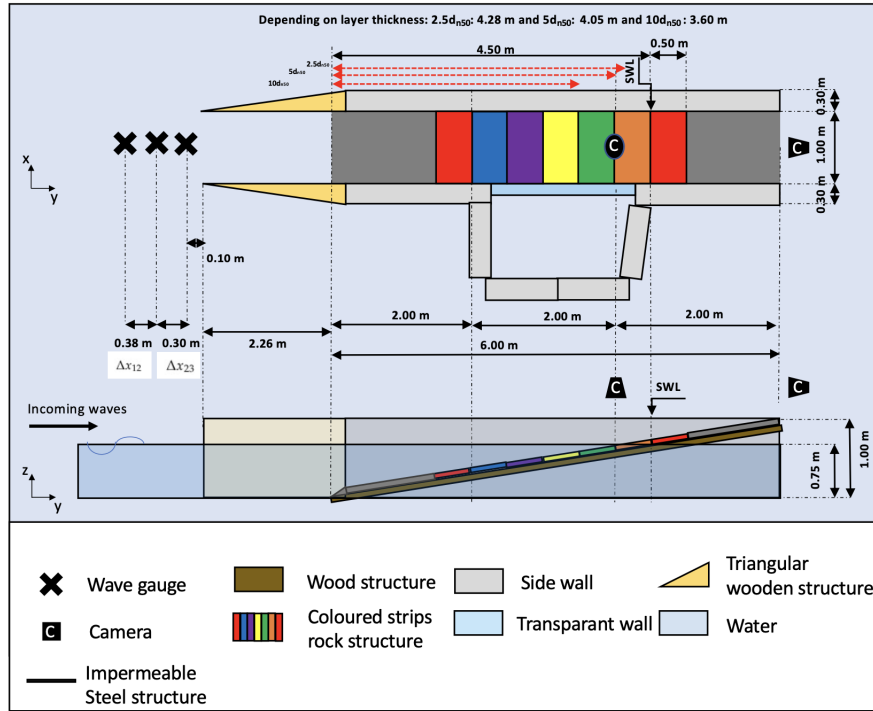 Depending on layer thickness: 2.5dn50: 4.28 m and 5dn50: 4.05 m and 10dn50: 3.60 m
4.50 m
0.50 m
2.5dn50
5dn50
10dn50
SWL
0.30 m
1.00 m
0.30 m
C
C
x
y
0.10 m
0.38 m
0.30 m
2.26 m
2.00 m
2.00 m
2.00 m
6.00 m
Δx12
Δx23
C
SWL
C
Incoming waves
z
y
0.75 m
1.00 m
Wave gauge
Wood structure
Side wall
Triangular
wooden structure
C
Camera
Coloured strips
rock structure
Transparant wall
Water
Impermeable
Steel structure